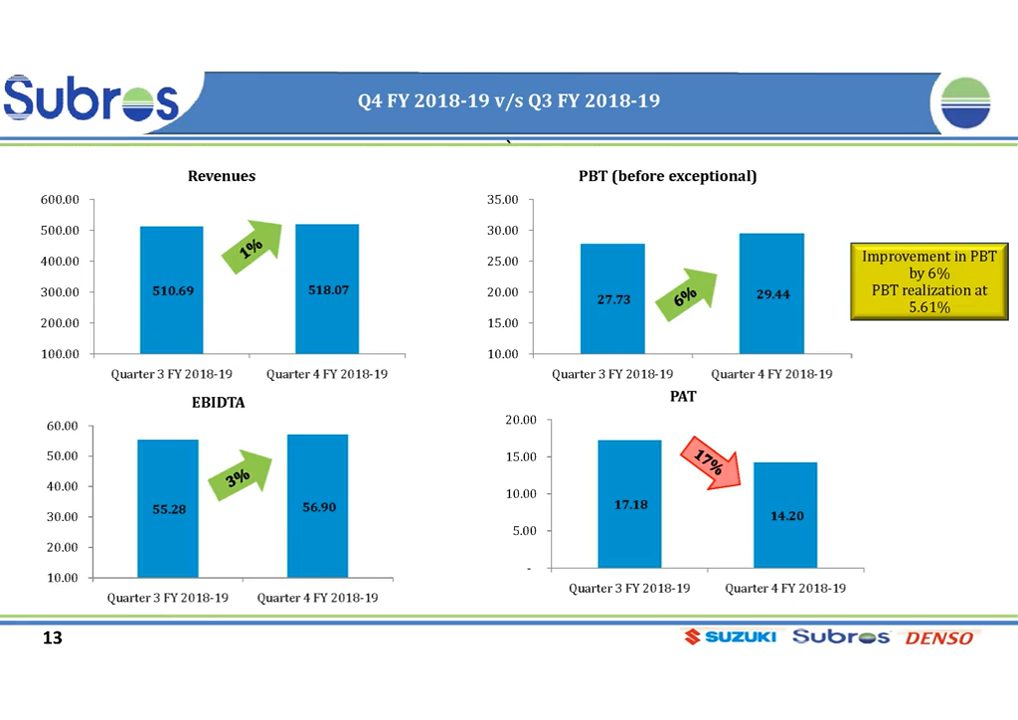 Subros
Q4 FY 2018-19 v/s Q3 FY 2018-19
`
Revenues
600.00
500.00
400.00
300.00
200.00
100.00
510.69
1%
518.07
Quarter 3 FY 2018-19
Quarter 4 FY 2018-19
PBT (before exceptional)
35.00
30.00
25.00
20.00
15.00
10.00
27.73
6%
29.44
Quarter 3 FY 2018-19
Quarter 4 FY 2018-19
Improvement in PBT
by 6%
PBT realization at
5.61%
EBIDTA
60.00
50.00
40.00
30.00
20.00
10.00
55.28
3%
56.90
Quarter 3 FY 2018-19
Quarter 4 FY 2018-19
PAT
20.00
15.00
10.00
5.00
-
17.18
17%
14.20
Quarter 3 FY 2018-19
Quarter 4 FY 2018-19
13
SUZUKI
Subros
DENSO